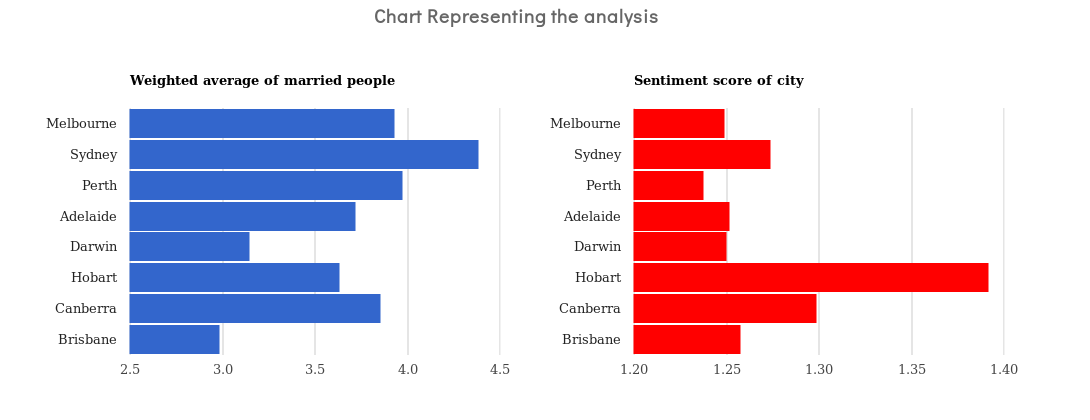 Chart Representing the analysis
Weighted average of married people
Melbourne
Sydney
Perth
Adelaide
Darwin
Hobart
Canberra
Brisbane
2.5 3.0 3.5 4.0 4.5
Sentiment score of city
Melbourne
Sydney
Perth
Adelaide
Darwin
Hobart
Canberra
Brisbane
1.20 1.25 1.30 1.35 1.40